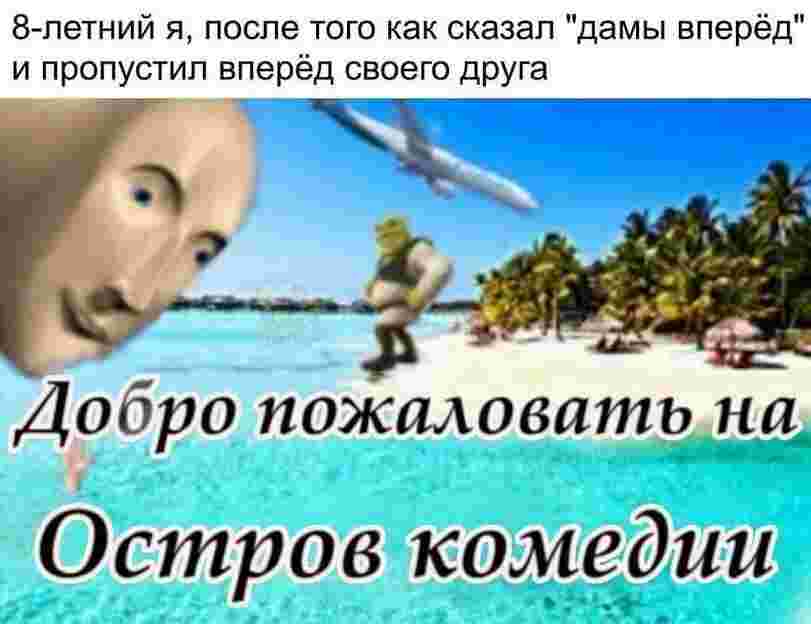 8-летний я, после того как сказал "дамы вперёд"
и пропустил вперёд своего друга
Добро пожаловать на
Остров комедии